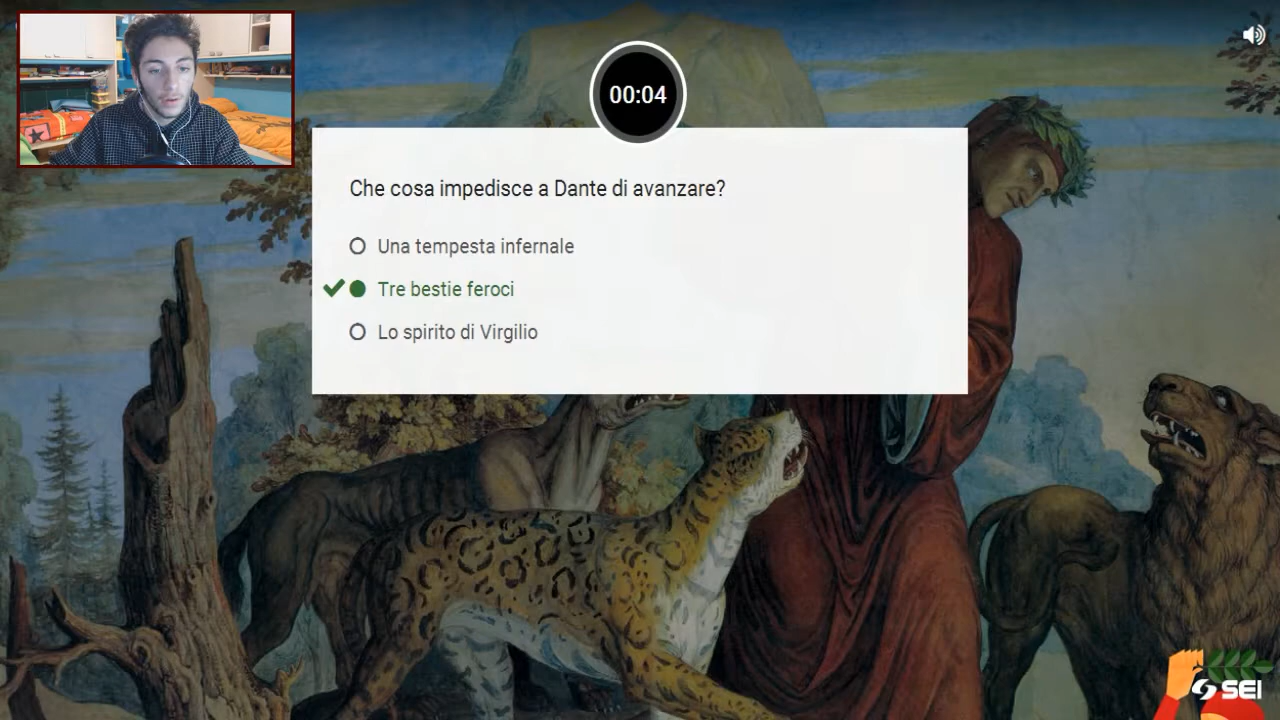 00:04
Che cosa impedisce a Dante di avanzare?
Una tempesta infernale
Tre bestie feroci
Lo spirito di Virgilio
SEI